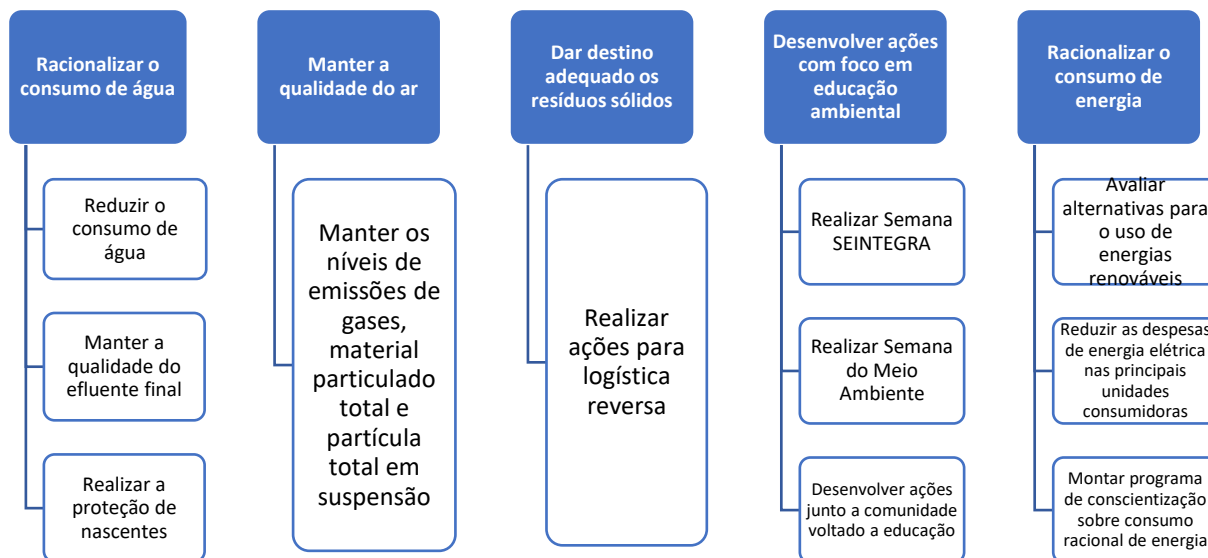 Racionalizar o
consumo de água
Reduzir o
consumo de
água
Manter a
qualidade do
efluente final
Realizar a
proteção de
nascentes
Manter a
qualidade do ar
Manter os
níveis de
emissões de
gases,
material
particulado
total e
partícula
total em
suspensão
Dar destino
adequado os
resíduos sólidos
Realizar
ações para
logística
reversa
Desenvolver ações
com foco em
educação
ambiental
Realizar Semana
SEINTEGRA
Realizar Semana
do Meio
Ambiente
Desenvolver ações
junto a comunidade
voltado a educação
Racionalizar o
consumo de
energia
Avaliar
alternativas para
o uso de
energias
renováveis
Reduzir as despesas
de energia elétrica
nas principais
unidades
consumidoras
Montar programa
de conscientização
sobre consumo
racional de energia